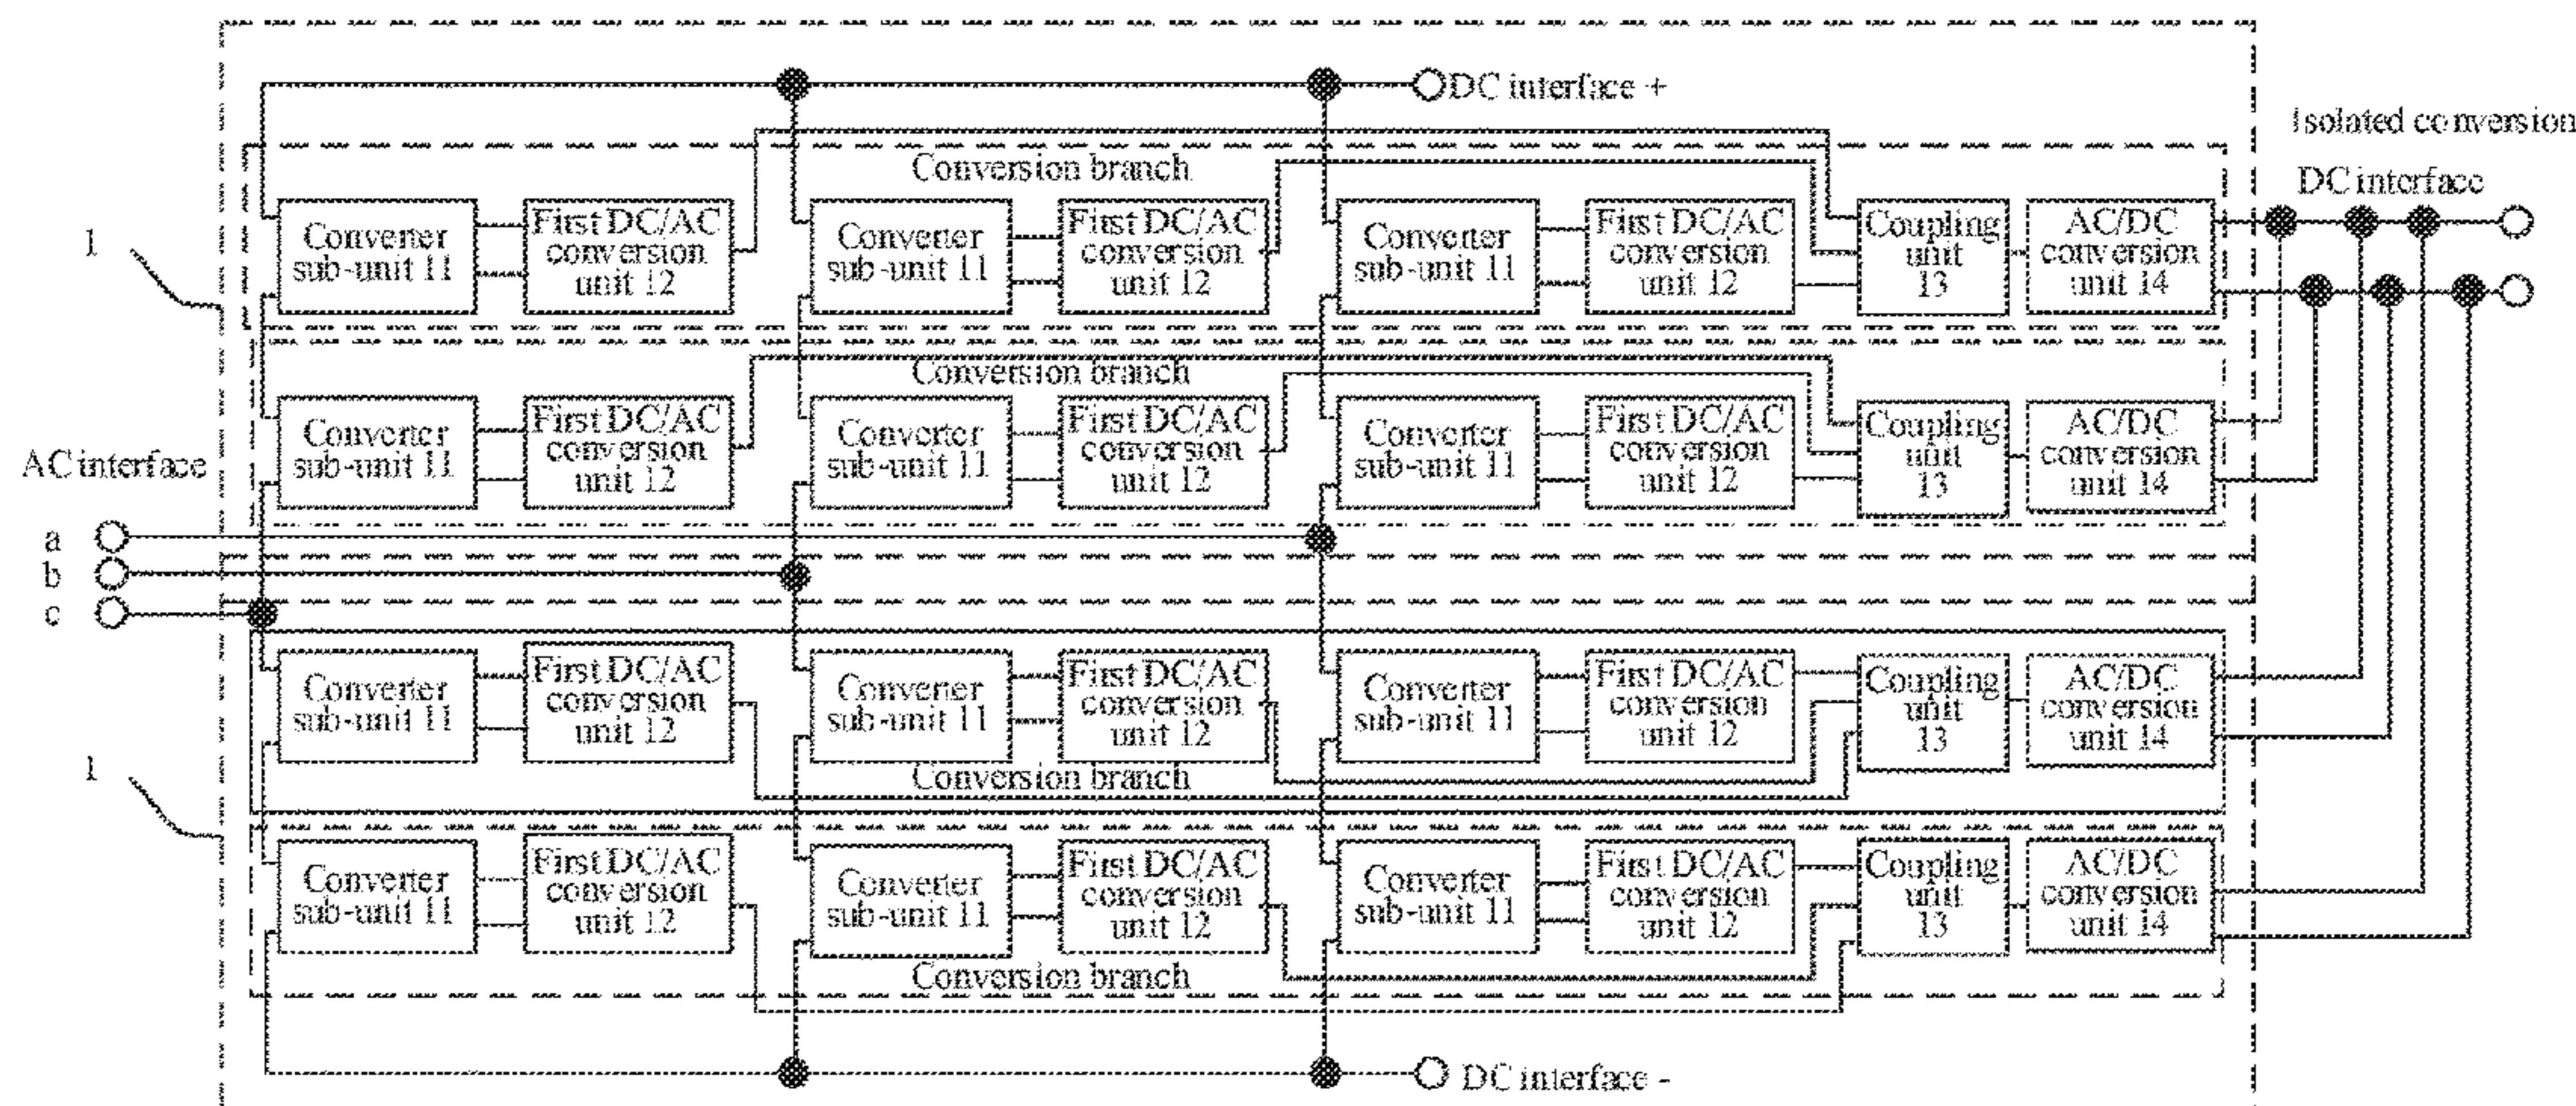 DC interface +
Isolated conversion
DC interface
Conversion branch
1
Converter
sub-unit 11
First DC/AC
conversion
unit 12
Converter
sub-unit 11
First DC/AC
conversion
unit 12
Converter
sub-unit 11
First DC/AC
conversion
unit 12
Coupling
unit
13
AC/DC
conversion
unit 14
Conversion branch
Converter
sub-unit 11
First DC/AC
conversion
unit 12
Converter
sub-unit 11
First DC/AC
conversion
unit 12
Converter
sub-unit 11
First DC/AC
conversion
unit 12
Coupling
unit
13
AC/DC
conversion
unit 14
AC interface
a
b
c
Converter
sub-unit 11
First DC/AC
conversion
unit 12
Converter
sub-unit 11
First DC/AC
conversion
unit 12
Converter
sub-unit 11
First DC/AC
conversion
unit 12
Coupling
unit
13
AC/DC
conversion
unit 14
1
Conversion branch
Converter
sub-unit 11
First DC/AC
conversion
unit 12
Converter
sub-unit 11
First DC/AC
conversion
unit 12
Converter
sub-unit 11
First DC/AC
conversion
unit 12
Coupling
unit
13
AC/DC
conversion
unit 14
Conversion branch
DC interface -